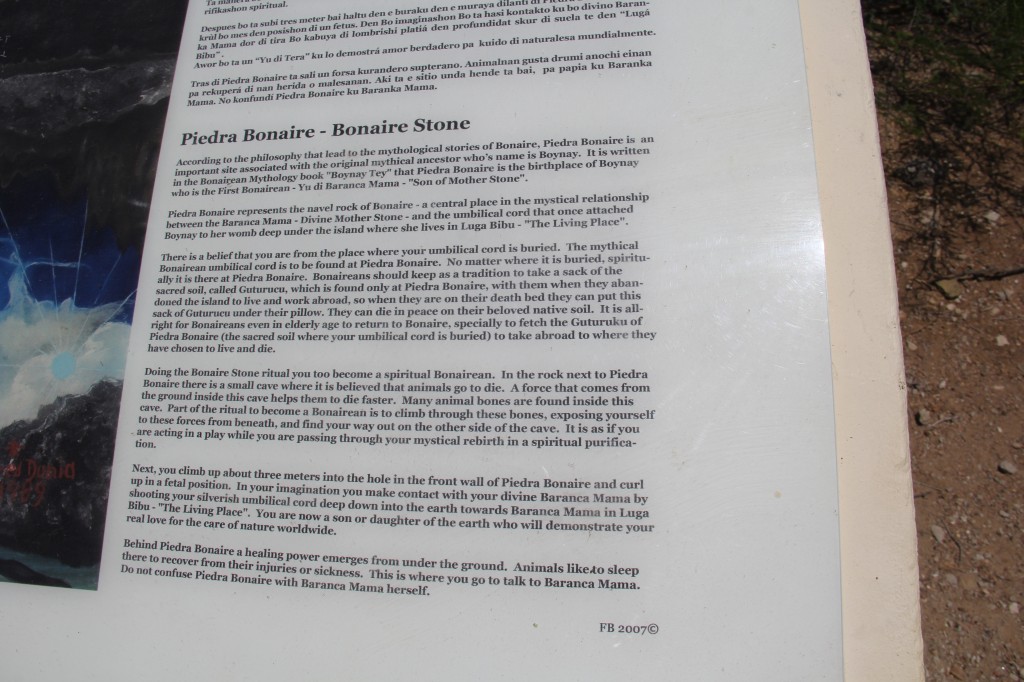 rifikashon spiritual.
Despues bo ta subi tres meter bai haltu den e buraku den e muraya dilanti di
krùl bo mes den posishon di un fetus. Den Bo imaginashon Bo ta hasi kontakto ku bo divino Baran-
ka Mama dor di tira Bo kabuya di lombrishi platiá den profundidat skur di suela te den "Lugá
Bibu".
Awor bo ta un "Yu di Tera" ku lo demostrá amor berdadero pa kuido di naturalesa mundialmente.
Tras di Piedra Bonaire ta sali un forsa kurandero supterano. Animalnan gusta drumi anochi einan
pa rekuperá di nan herida o malesanan. Aki ta e sitio unda hende ta bai, pa papia ku Baranka
Mama. No konfundí Piedra Bonaire ku Baranka Mama.
Piedra Bonaire - Bonaire Stone
According to the philosophy that lead to the mythological stories of Bonaire, Piedra Bonaire is an
important site associated with the original mythical ancestor who's name is Boynay. It is written
in the Bonairean Mythology book "Boynay Tey" that Piedra Bonaire is the birthplace of Boynay
who is the First Bonairean - Yu di Baranca Mama - "Son of Mother Stone".
Piedra Bonaire represents the navel rock of Bonaire - a central place in the mystical relationship
between the Baranca Mama - Divine Mother Stone - and the umbilical cord that once attached
Boynay to her womb deep under the island where she lives in Luga Bibu - "The Living Place".
There is a belief that you are from the place where your umbilical cord is buried. The mythical
Bonairean umbilical cord is to be found at Piedra Bonaire. No matter where it is buried, spiritu-
ally it is there at Piedra Bonaire. Bonaireans should keep as a tradition to take a sack of the
sacred soil, called Guturucu, which is found only at Piedra Bonaire, with them when they aban-
doned the island to live and work abroad, so when they are on their death bed they can put this
sack of Guturucu under their pillow. They can die in peace on their beloved native soil. It is all-
right for Bonaireans even in elderly age to return to Bonaire, specially to fetch the Guturuku of
Piedra Bonaire (the sacred soil where your umbilical cord is buried) to take abroad to where they
have chosen to live and die.
Doing the Bonaire Stone ritual you too become a spiritual Bonairean. In the rock next to Piedra
Bonaire there is a small cave where it is believed that animals go to die. A force that comes from
the ground inside this cave helps them to die faster. Many animal bones are found inside this
cave. Part of the ritual to become a Bonairean is to climb through these bones, exposing yourself
to these forces from beneath, and find your way out on the other side of the cave. It is as if you
are acting in a play while you are passing through your mystical rebirth in a spiritual purifica-
tion.
Next, you climb up about three meters into the hole in the front wall of Piedra Bonaire and curl
up in a fetal position. In your imagination you make contact with your divine Baranca Mama by
shooting your silverish umbilical cord deep down into the earth towards Baranca Mama in Luga
Bibu - "The Living Place". You are now a son or daughter of the earth who will demonstrate your
real love for the care of nature worldwide.
Behind Piedra Bonaire a healing power emerges from under the ground. Animals like to sleep
there to recover from their injuries or sickness. This is where you go to talk to Baranca Mama.
Do not confuse Piedra Bonaire with Baranca Mama herself.
FB 2007©